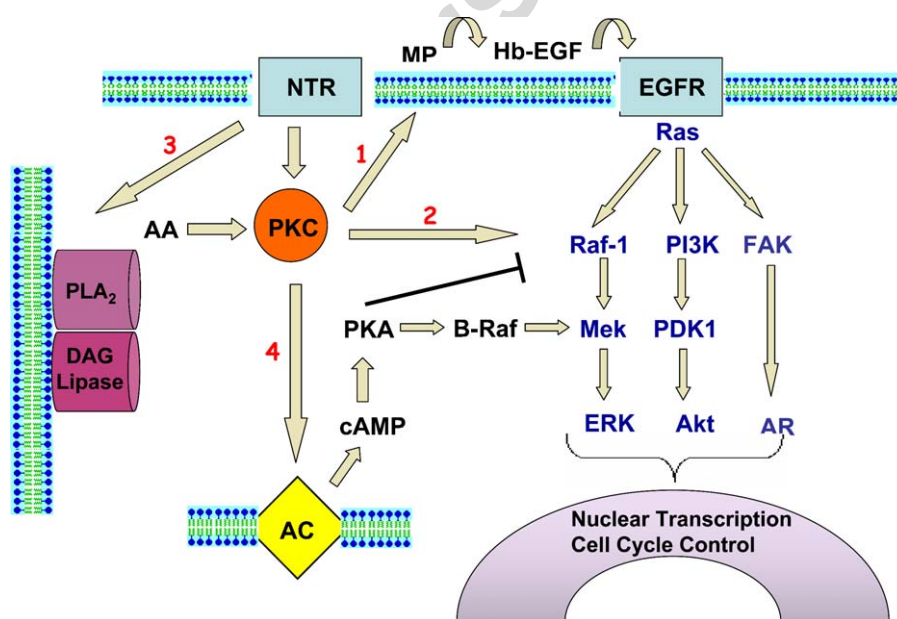 MP
Hb-EGF
NTR
EGFR
Ras
3
1
AA
PKC
2
Raf-1
PI3K
FAK
PLA₂
DAG
Lipase
4
PKA
B-Raf
Mek
PDK1
cAMP
ERK
Akt
AR
AC
Nuclear Transcription
Cell Cycle Control